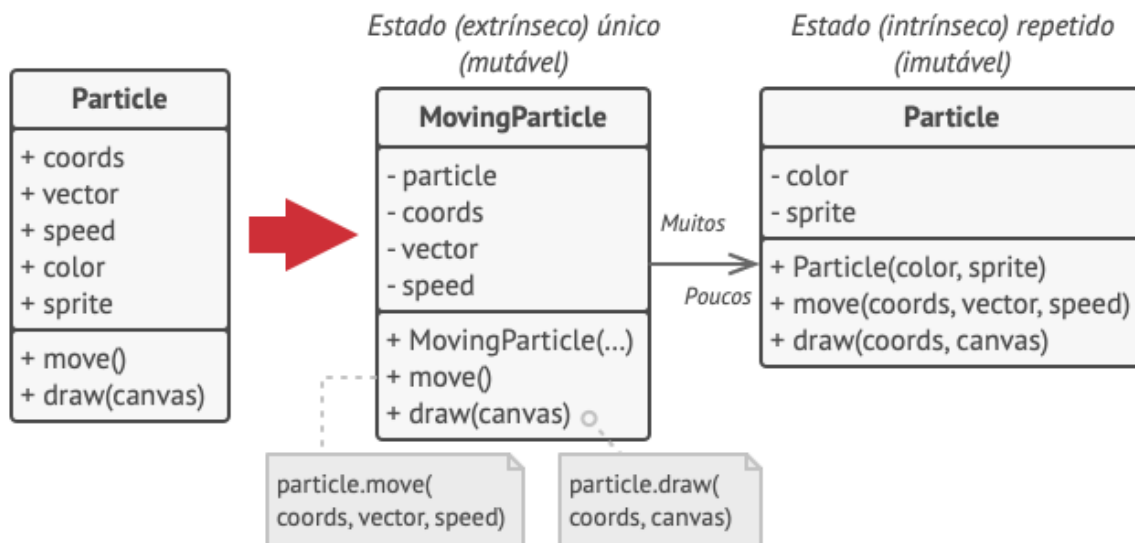 Estado (extrínseco) único
(mutável)
Estado (intrínseco) repetido
(imutável)
Particle
+ coords
+ vector
+ speed
+ color
+ sprite
+ move()
+ draw(canvas)
MovingParticle
- particle
- coords
- vector
- speed
+ MovingParticle(...)
+ move()
+ draw(canvas)
particle.move(
coords, vector, speed)
particle.draw(
coords, canvas)
Muitos
Poucos
Particle
- color
- sprite
+ Particle(color, sprite)
+ move(coords, vector, speed)
+ draw(coords, canvas)